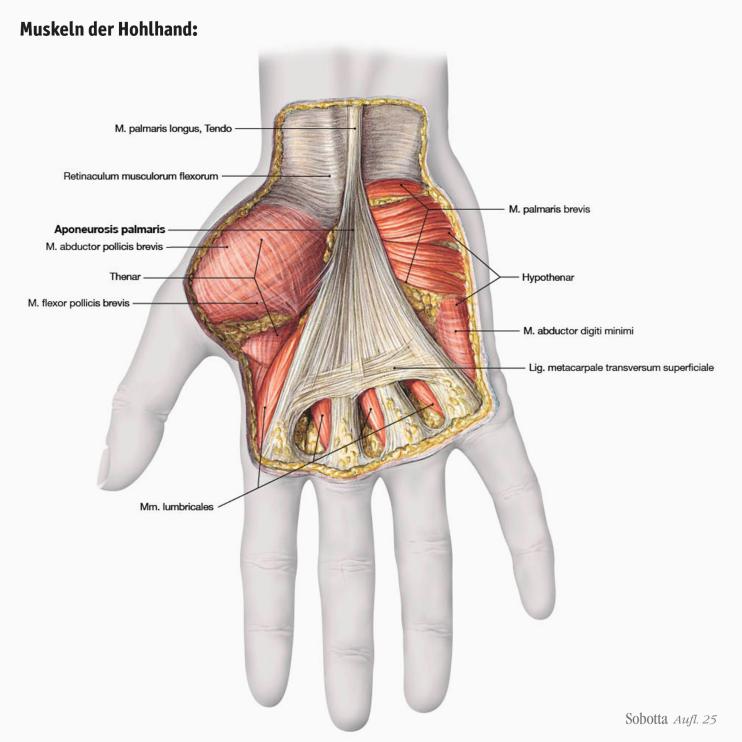 Muskeln der Hohlhand:
M. palmaris longus, Tendo
Retinaculum musculorum flexorum
M. palmaris brevis
Aponeurosis palmaris
M. abductor pollicis brevis
Thenar
Hypothenar
M. flexor pollicis brevis
M. abductor digiti minimi
Lig. metacarpale transversum superficiale
Mm. lumbricales
Sobotta Aufl. 25